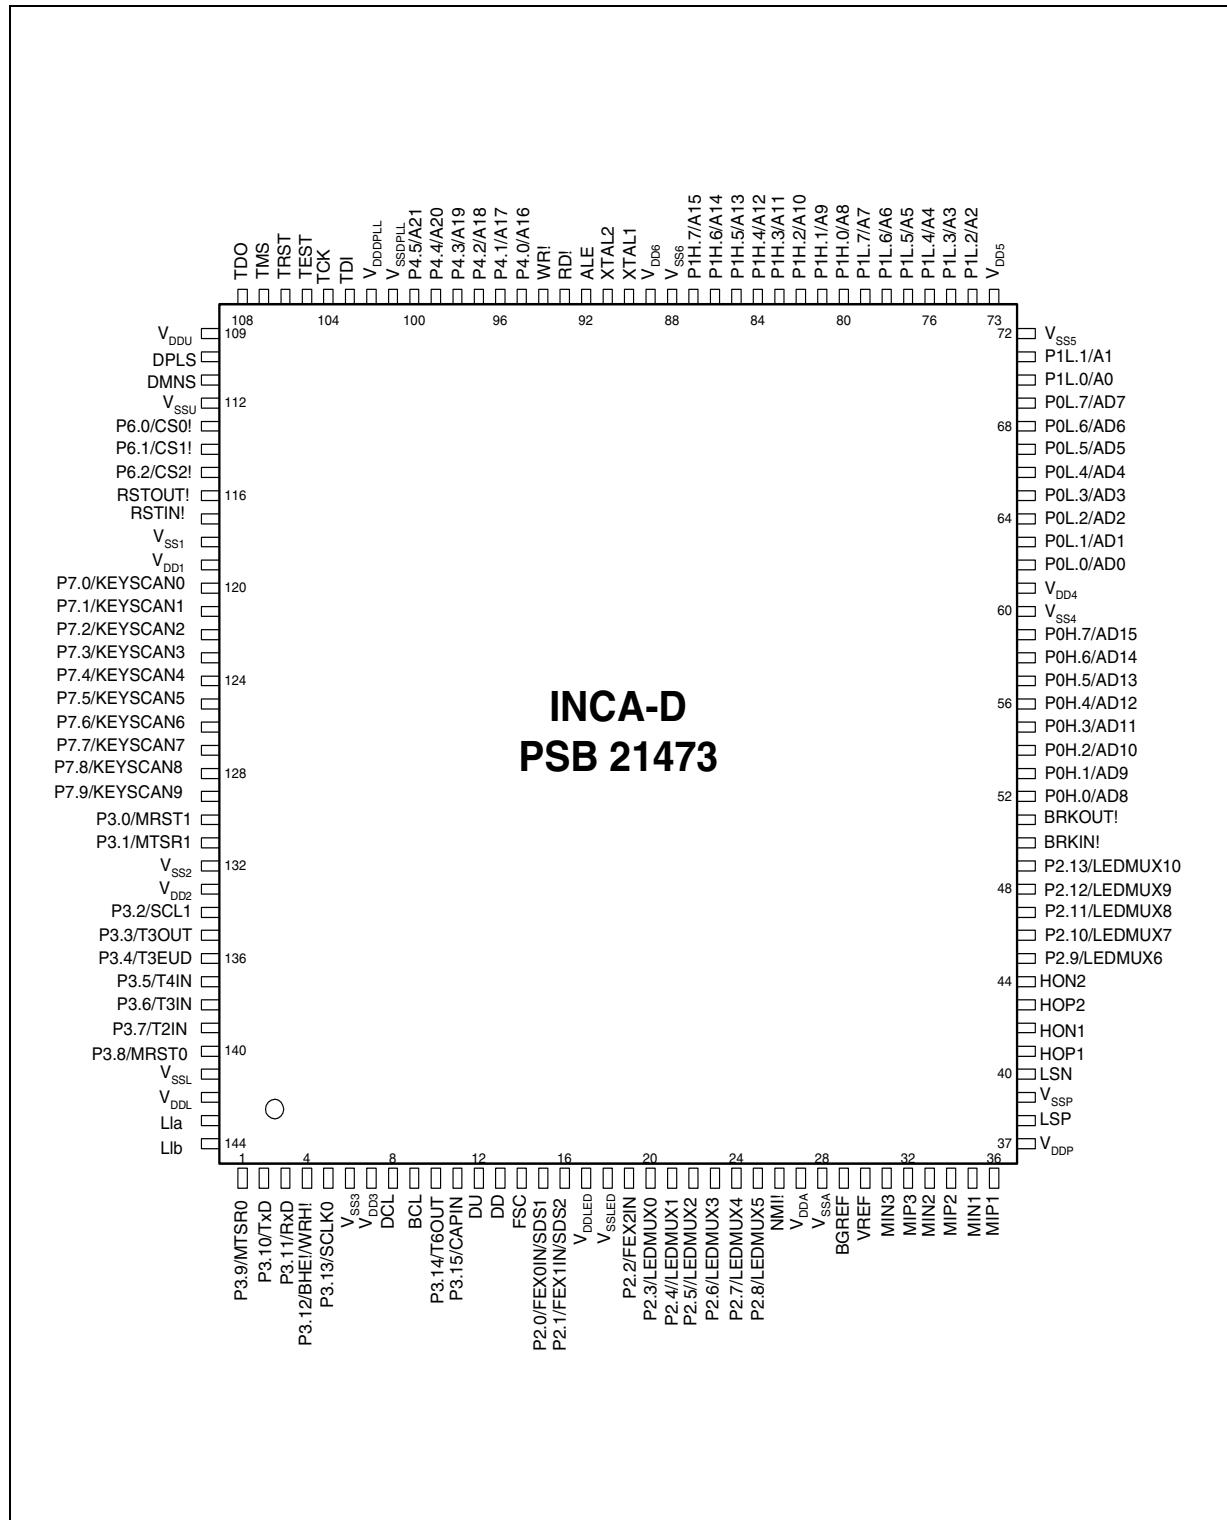 TDO
TMS
TRST
TEST
TCK
TDI
VDDDPLL
VSSDPLL
P4.5/A21
P4.4/A20
P4.3/A19
P4.2/A18
P4.1/A17
P4.0/A16
WR!
RD!
ALE
XTAL2
XTAL1
VDD6
VSS6
P1H.7/A15
P1H.6/A14
P1H.5/A13
P1H.4/A12
P1H.3/A11
P1H.2/A10
P1H.1/A9
P1H.0/A8
P1L.7/A7
P1L.6/A6
P1L.5/A5
P1L.4/A4
P1L.3/A3
P1L.2/A2
VDD5
108 104 100 96 92 88 84 80 76 73
VDDU 109
DPLS
DMNS
VSSU 112
P6.0/CS0!
P6.1/CS1!
P6.2/CS2!
RSTOUT! 116
RSTIN!
VSS1
VDD1
P7.0/KEYSCAN0 120
P7.1/KEYSCAN1
P7.2/KEYSCAN2
P7.3/KEYSCAN3
P7.4/KEYSCAN4 124
P7.5/KEYSCAN5
P7.6/KEYSCAN6
P7.7/KEYSCAN7
P7.8/KEYSCAN8 128
P7.9/KEYSCAN9
P3.0/MRST1
P3.1/MTSR1
VSS2 132
VDD2
P3.2/SCL1
P3.3/T3OUT
P3.4/T3EUD 136
P3.5/T4IN
P3.6/T3IN
P3.7/T2IN
P3.8/MRST0 140
VSSL
VDDL
LIa
LIb 144
INCA-D
PSB 21473
72 VSS5
P1L.1/A1
P1L.0/A0
P0L.7/AD7
68 P0L.6/AD6
P0L.5/AD5
P0L.4/AD4
P0L.3/AD3
64 P0L.2/AD2
P0L.1/AD1
P0L.0/AD0
VDD4
60 VSS4
P0H.7/AD15
P0H.6/AD14
P0H.5/AD13
56 P0H.4/AD12
P0H.3/AD11
P0H.2/AD10
P0H.1/AD9
52 P0H.0/AD8
BRKOUT!
BRKIN!
P2.13/LEDMUX10
48 P2.12/LEDMUX9
P2.11/LEDMUX8
P2.10/LEDMUX7
P2.9/LEDMUX6
44 HON2
HOP2
HON1
HOP1
40 LSN
VSSP
LSP
37 VDDP
1 4 8 12 16 20 24 28 32 36
P3.9/MTSR0
P3.10/TxD
P3.11/RxD
P3.12/BHE!/WRH!
P3.13/SCLK0
VSS3
VDD3
DCL
BCL
P3.14/T6OUT
P3.15/CAPIN
DU
DD
FSC
P2.0/FEX0IN/SDS1
P2.1/FEX1IN/SDS2
VDDLED
VSSLED
P2.2/FEX2IN
P2.3/LEDMUX0
P2.4//LEDMUX1
P2.5//LEDMUX2
P2.6/LEDMUX3
P2.7/LEDMUX4
P2.8/LEDMUX5
NMI!
VDDA
VSSA
BGREF
VREF
MIN3
MIP3
MIN2
MIP2
MIN1
MIP1